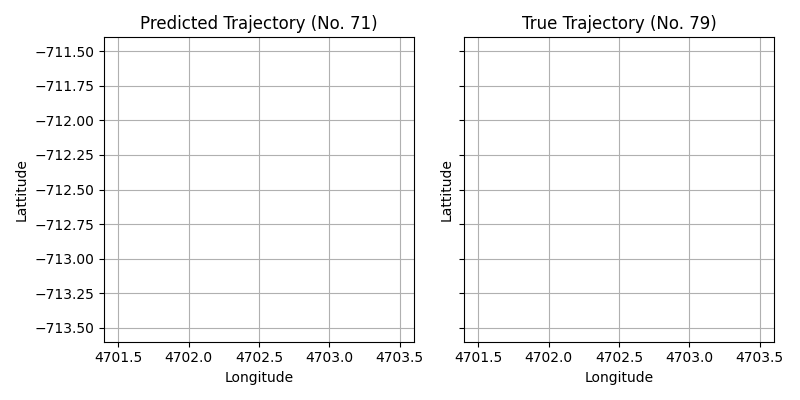 Predicted Trajectory (No. 71)
−711.50
−711.75
−712.00
−712.25
−712.50
−712.75
−713.00
−713.25
−713.50
Lattitude
4701.5 4702.0 4702.5 4703.0 4703.5
Longitude
True Trajectory (No. 79)
Lattitude
4701.5 4702.0 4702.5 4703.0 4703.5
Longitude